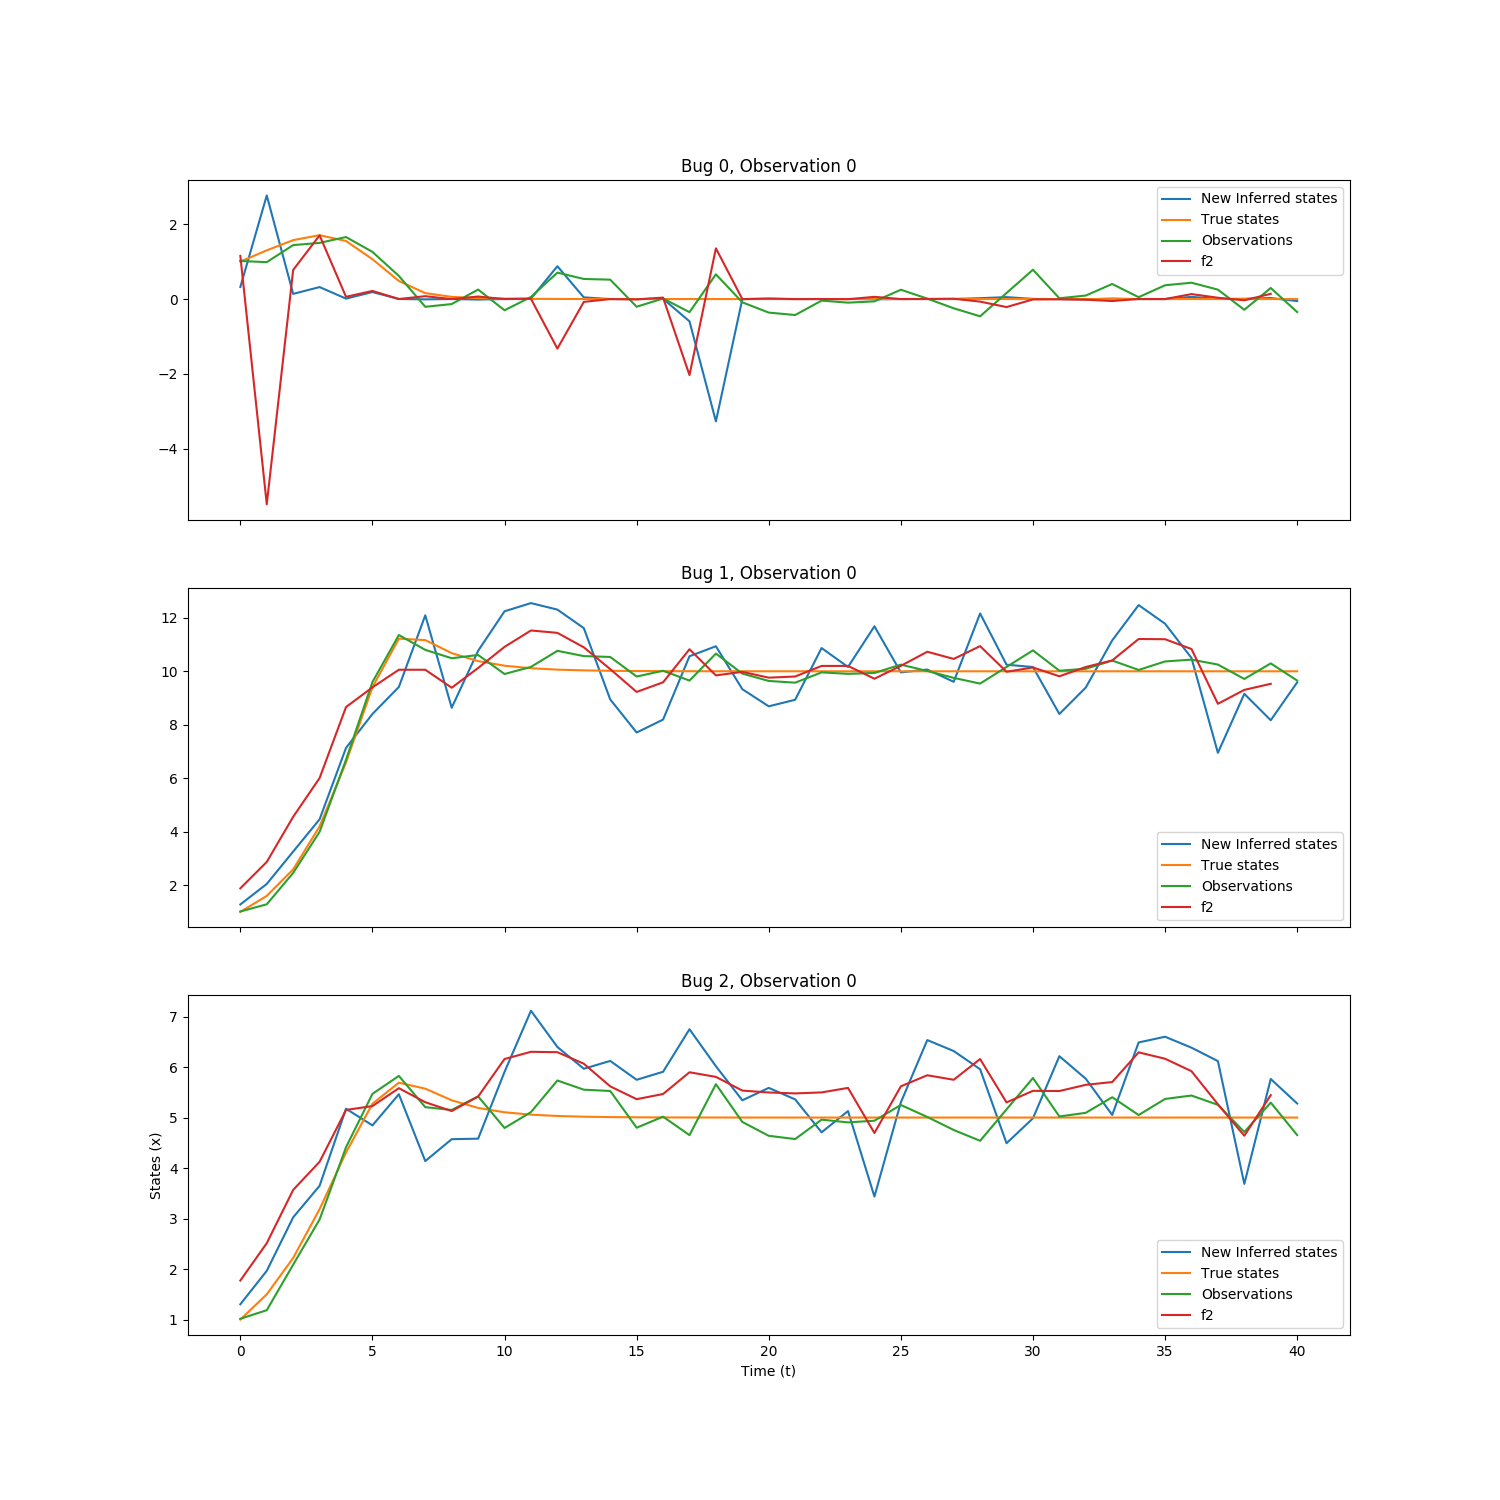 Bug 0, Observation 0
New Inferred states
True states
Observations
f2
2
0
−2
−4
Bug 1, Observation 0
12
10
8
6
4
2
New Inferred states
True states
Observations
f2
Bug 2, Observation 0
7
6
5
4
3
2
1
States (x)
New Inferred states
True states
Observations
f2
0 5 10 15 20 25 30 35 40
Time (t)